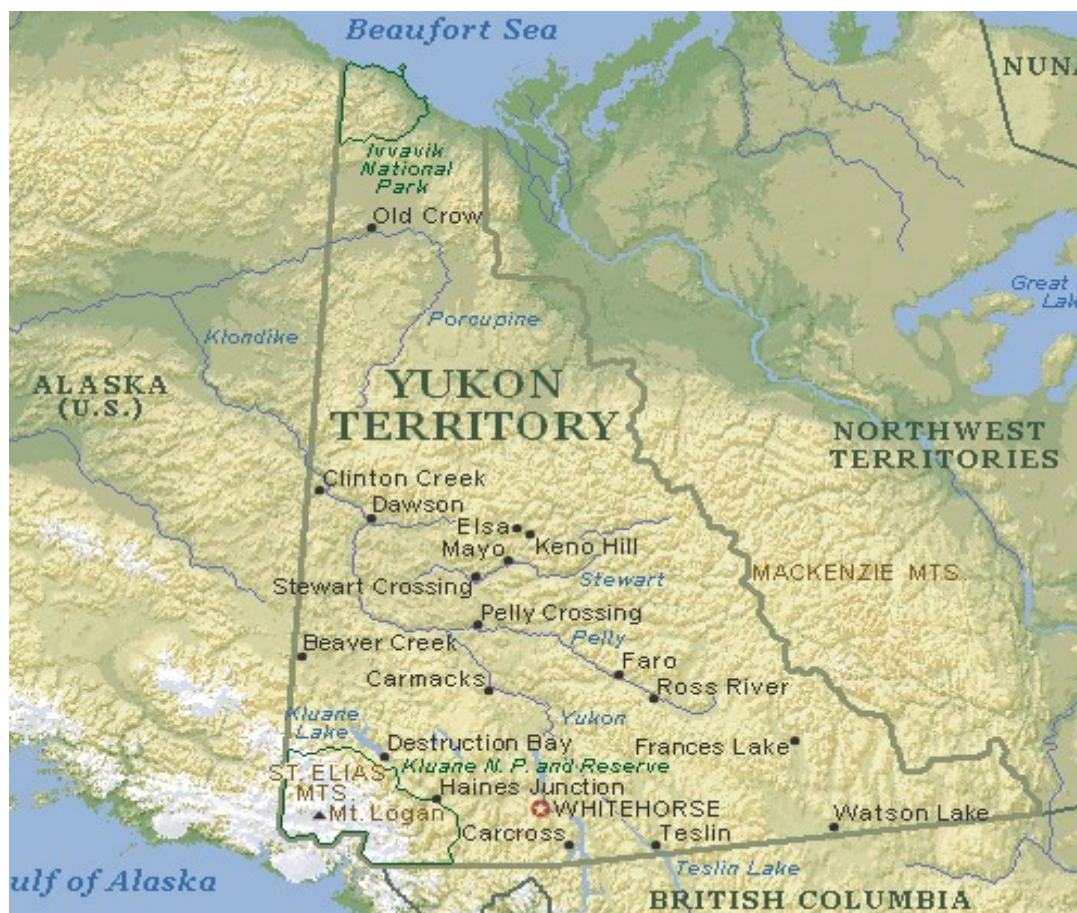 Beaufort Sea
NUNA
Ivvavik
National
Park
Old Crow
Great
Lak
Klondike
Porcupine
ALASKA
(U.S.)
YUKON
TERRITORY
NORTHWEST
TERRITORIES
Clinton Creek
Dawson
Elsa
Keno Hill
Mayo
Stewart Crossing
Stewart
MACKENZIE MTS.
Pelly Crossing
Pelly
Beaver Creek
Faro
Carmacks
Ross River
Kluane
Lake
Yukon
Destruction Bay
Frances Lake
Kluane N. P. and Reserve
ST. ELIAS
MTS.
Haines Junction
Mt. Logan
WHITEHORSE
Watson Lake
Carcross
Teslin
Teslin Lake
ulf of Alaska
BRITISH COLUMBIA